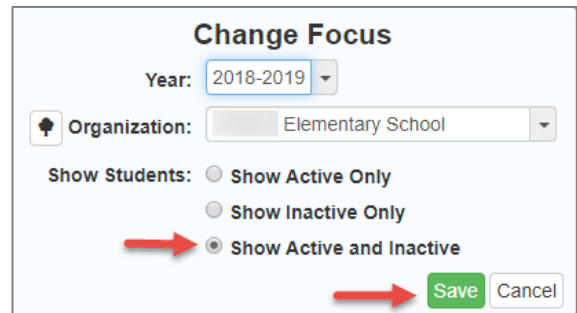 Change Focus
Year: 2018-2019
Organization: Elementary School
Show Students: Show Active Only
Show Inactive Only
Show Active and Inactive
Save Cancel